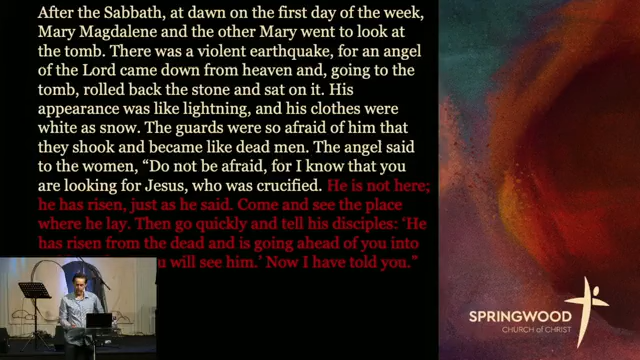 After the Sabbath, at dawn on the first day of the week,
Mary Magdalene and the other Mary went to look at
the tomb. There was a violent earthquake, for an angel
of the Lord came down from heaven and, going to the
tomb, rolled back the stone and sat on it. His
appearance was like lightning, and his clothes were
white as snow. The guards were so afraid of him that
they shook and became like dead men. The angel said
to the women, “Do not be afraid, for I know that you
are looking for Jesus, who was crucified. He is not here;
he has risen, just as he said. Come and see the place
where he lay. Then go quickly and tell his disciples: ‘He
has risen from the dead and is going ahead of you into
will see him.’ Now I have told you.”
SPRINGWOOD
CHURCH of CHRIST